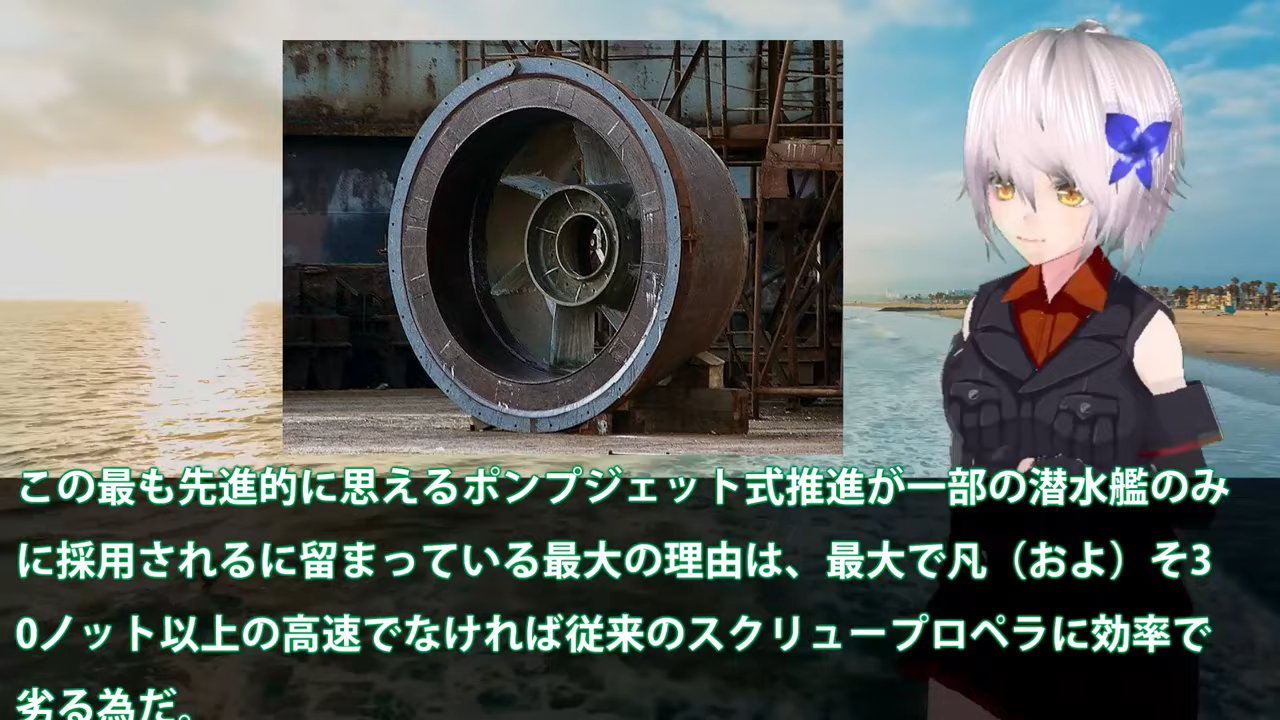 この最も先進的に思えるポンプジェット式推進が一部の潜水艦のみ
に採用されるに留まっている最大の理由は、最大で凡（およ）そ3
0ノット以上の高速でなければ従来のスクリュープロペラに効率で
劣る為だ。